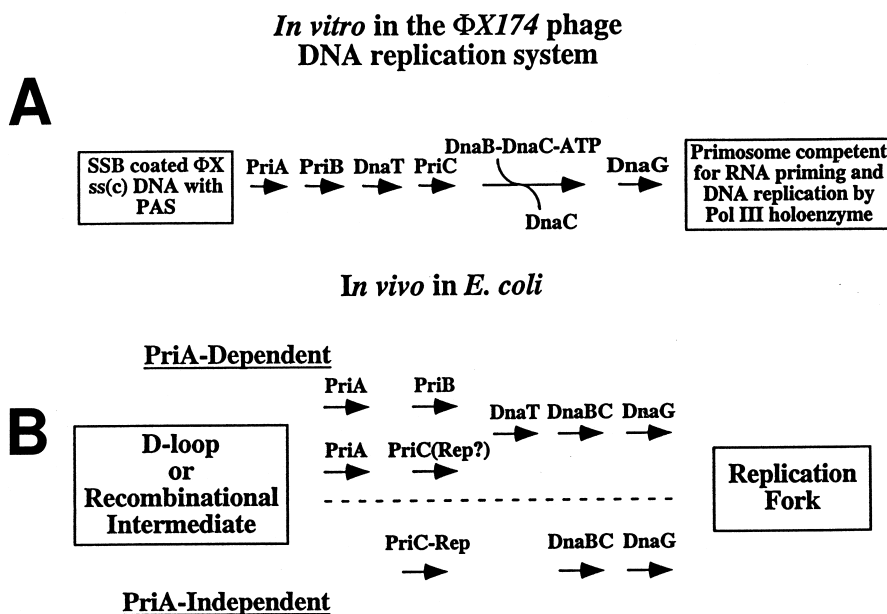 In vitro in the ΦX174 phage
DNA replication system
A
SSB coated ΦX
ss(c) DNA with
PAS
PriA PriB DnaT PriC
DnaB-DnaC-ATP
DnaC
DnaG
Primosome competent
for RNA priming and
DNA replication by
Pol III holoenzyme
In vivo in E. coli
PriA-Dependent
B
D-loop
or
Recombinational
Intermediate
PriA PriB
PriA PriC(Rep?)
DnaT DnaBC DnaG
PriC-Rep DnaBC DnaG
Replication
Fork
PriA-Independent